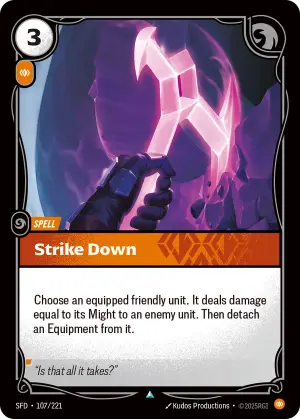 3
SPELL
Strike Down
Choose an equipped friendly unit. It deals damage
equal to its Might to an enemy unit. Then detach
an Equipment from it.
"Is that all it takes?"
SFD • 107/221
Kudos Productions • ©2025RGI